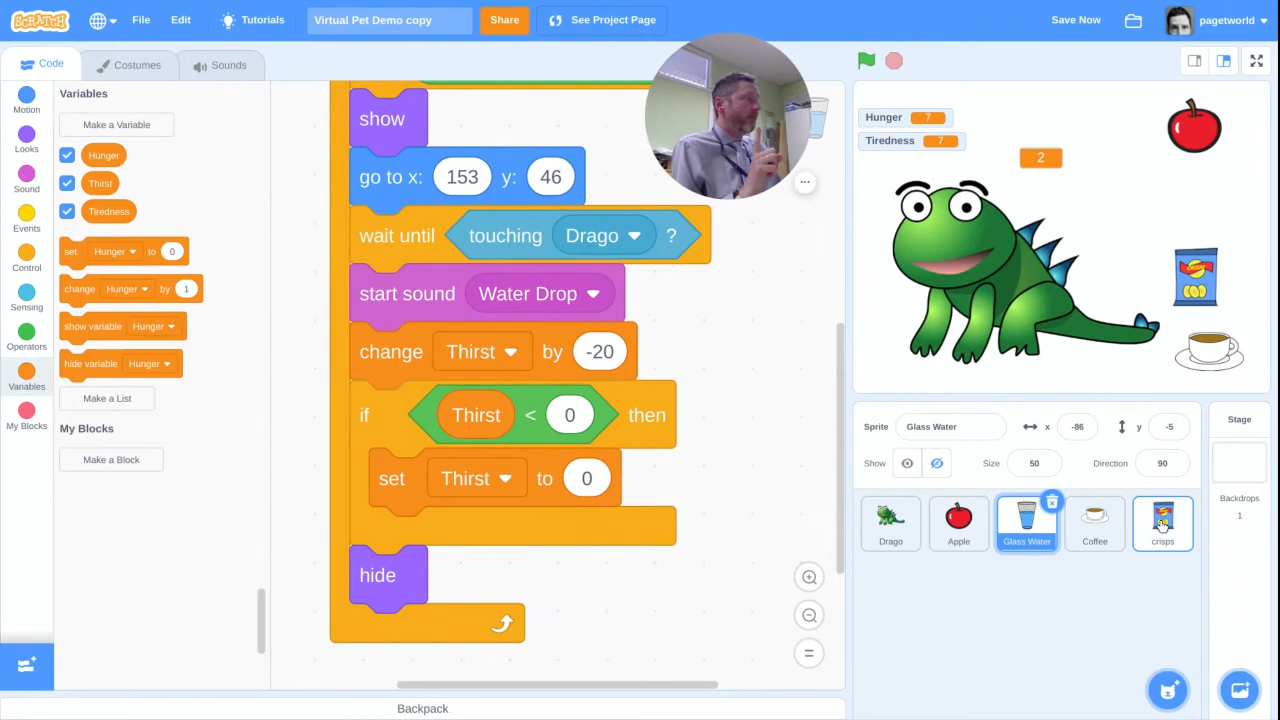 SCRATCH
File
Edit
Tutorials
Virtual Pet Demo copy
Share
See Project Page
Save Now
pagetworld
Code
Costumes
Sounds
Motion
Looks
Sound
Events
Control
Sensing
Operators
Variables
My Blocks
Variables
Make a Variable
Hunger
Thirst
Tiredness
set Hunger to 0
change Hunger by 1
show variable Hunger
hide variable Hunger
Make a List
My Blocks
Make a Block
show
go to x: 153 y: 46
wait until touching Drago ?
start sound Water Drop
change Thirst by -20
if Thirst < 0 then
set Thirst to 0
hide
Backpack
Hunger 7
Tiredness 7
2
Sprite Glass Water x -86 y -5
Show Size 50 Direction 90
Drago
Apple
Glass Water
Coffee
crisps
Stage
Backdrops
1